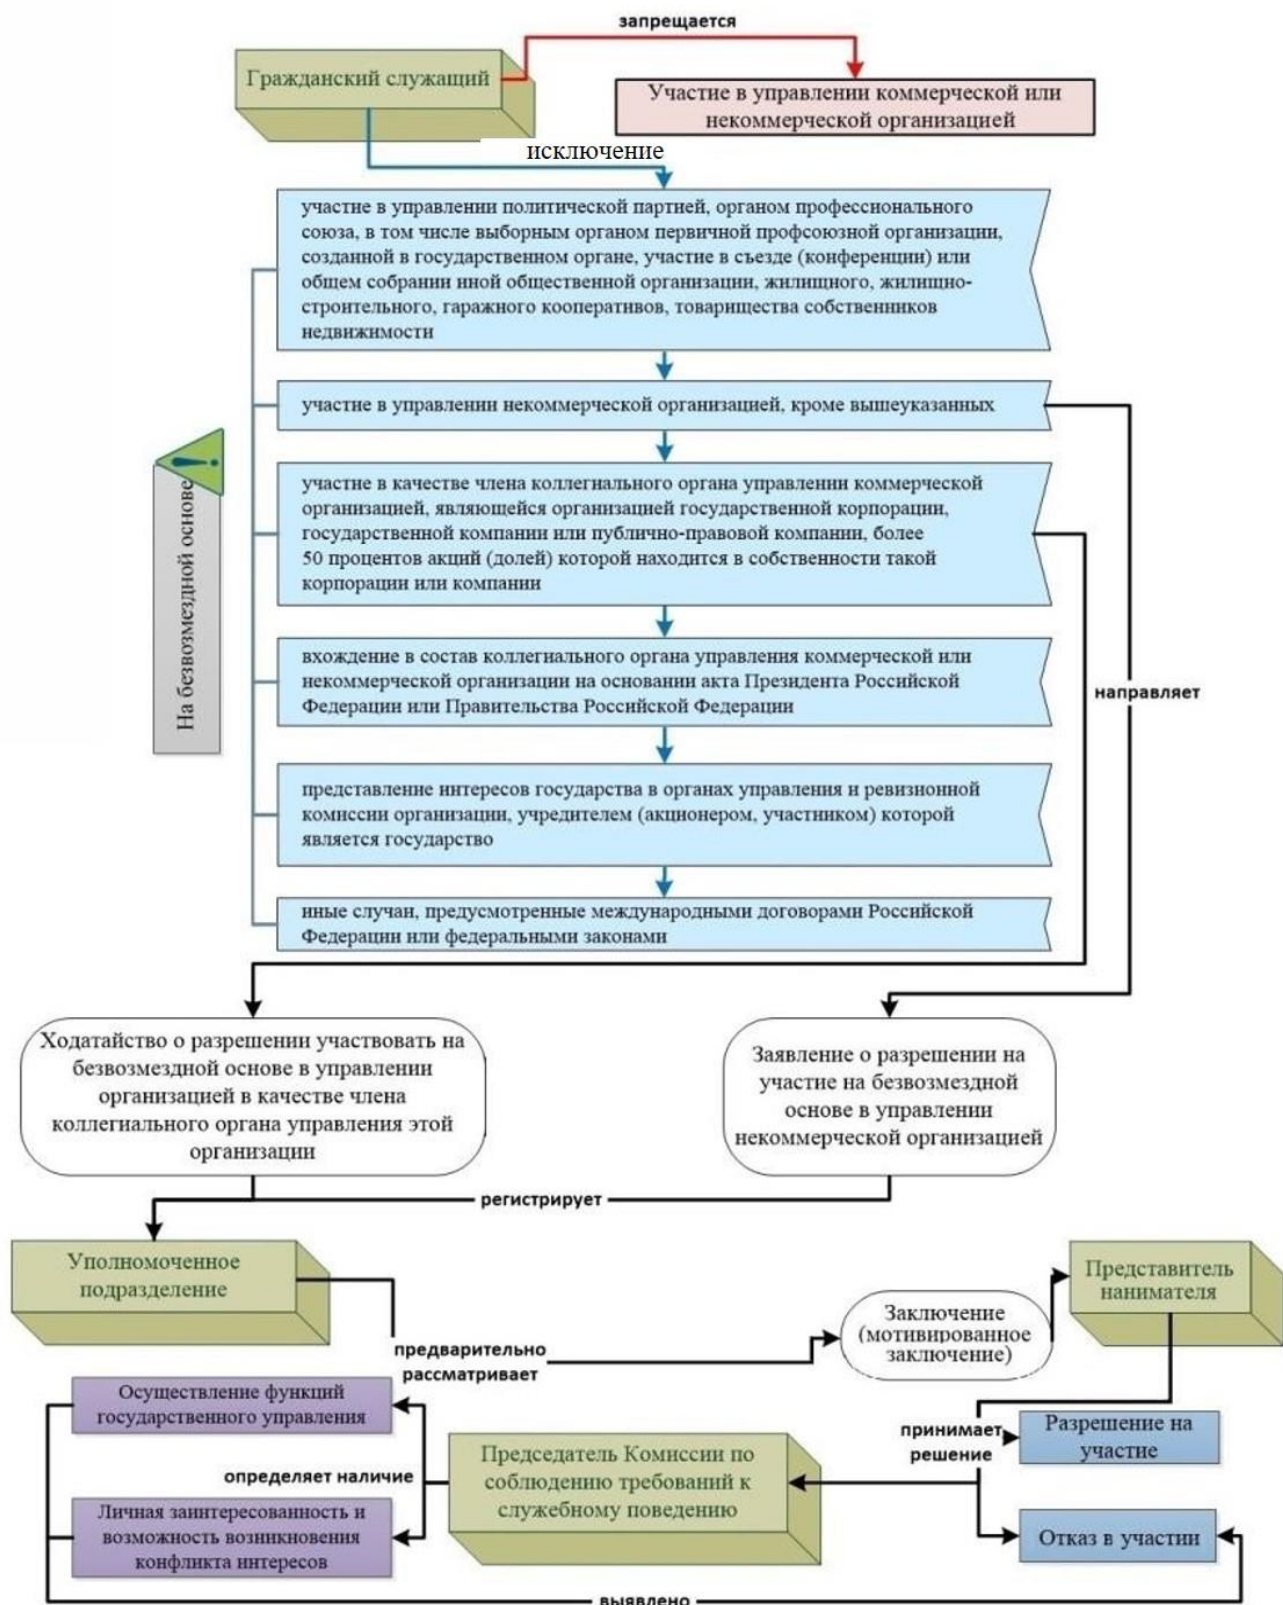 запрещается
Гражданский служащий
Участие в управлении коммерческой или
некоммерческой организацией
исключение
участие в управлении политической партией, органом профессионального
союза, в том числе выборным органом первичной профсоюзной организации,
созданной в государственном органе, участие в съезде (конференции) или
общем собрании иной общественной организации, жилищного, жилищно-
строительного, гаражного кооперативов, товарищества собственников
недвижимости
участие в управлении некоммерческой организацией, кроме вышеуказанных
На безвозмездной основе
участие в качестве члена коллегиального органа управлении коммерческой
организацией, являющейся организацией государственной корпорации,
государственной компании или публично-правовой компании, более
50 процентов акций (долей) которой находится в собственности такой
корпорации или компании
вхождение в состав коллегиального органа управления коммерческой или
некоммерческой организации на основании акта Президента Российской
Федерации или Правительства Российской Федерации
направляет
представление интересов государства в органах управления и ревизионной
комиссии организации, учредителем (акционером, участником) которой
является государство
иные случаи, предусмотренные международными договорами Российской
Федерации или федеральными законами
Ходатайство о разрешении участвовать на
безвозмездной основе в управлении
организацией в качестве члена
коллегиального органа управления этой
организации
Заявление о разрешении на
участие на безвозмездной
основе в управлении
некоммерческой организацией
регистрирует
Уполномоченное
подразделение
предварительно
рассматривает
Заключение
(мотивированное
заключение)
Представитель
нанимателя
принимает
решение
Разрешение на
участие
Отказ в участии
Председатель Комиссии по
соблюдению требований к
служебному поведению
определяет наличие
Осуществление функций
государственного управления
Личная заинтересованность и
возможность возникновения
конфликта интересов
выявлено